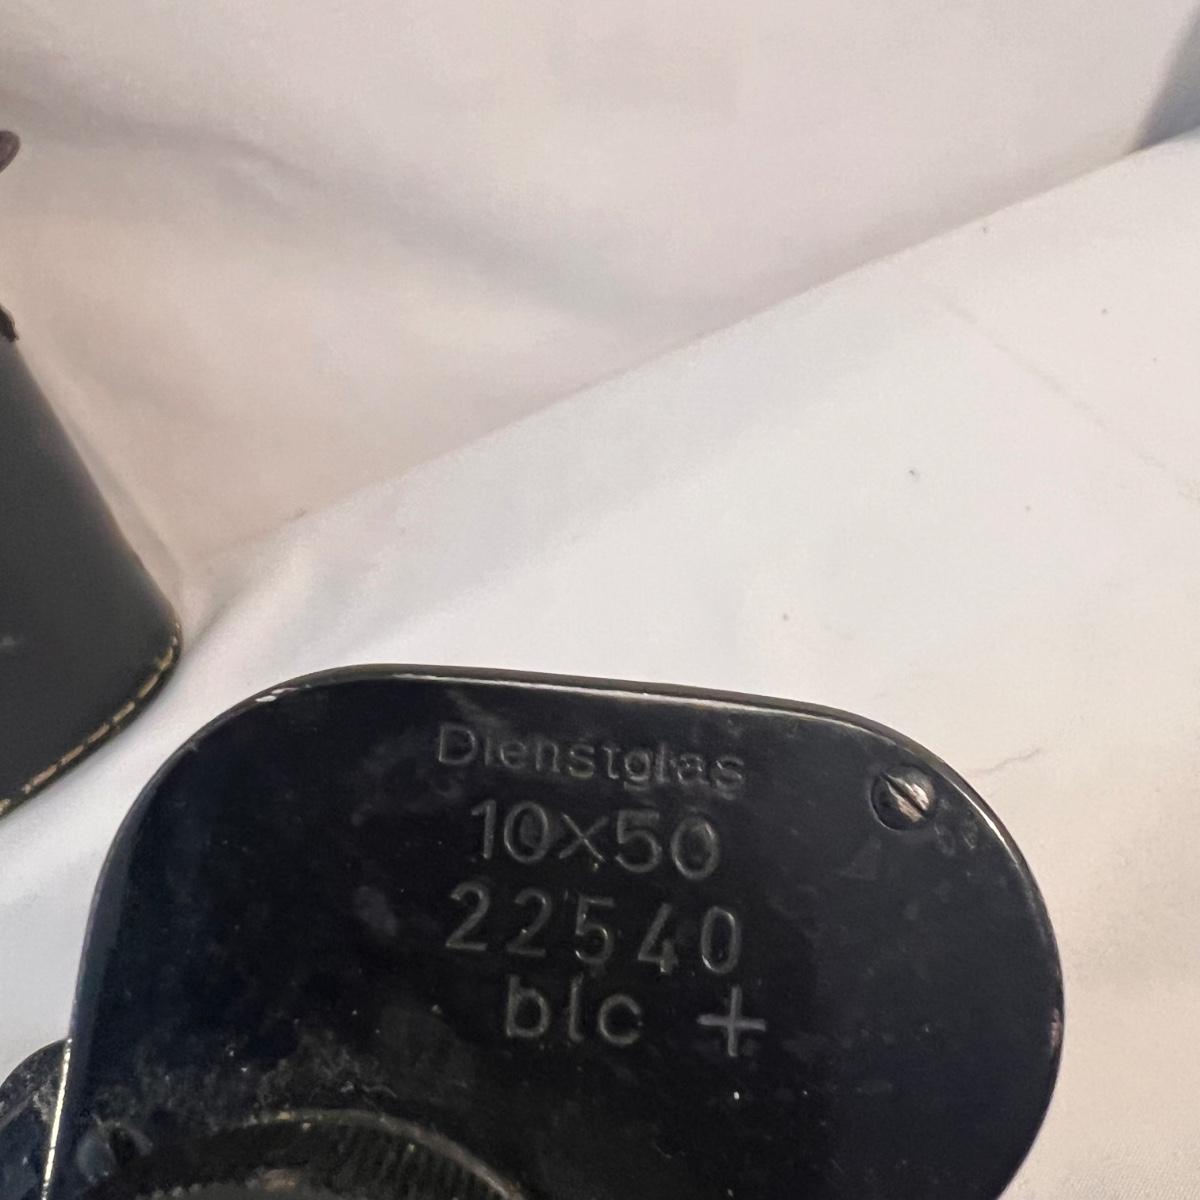 Dienstglas
10x50
22540
blc +